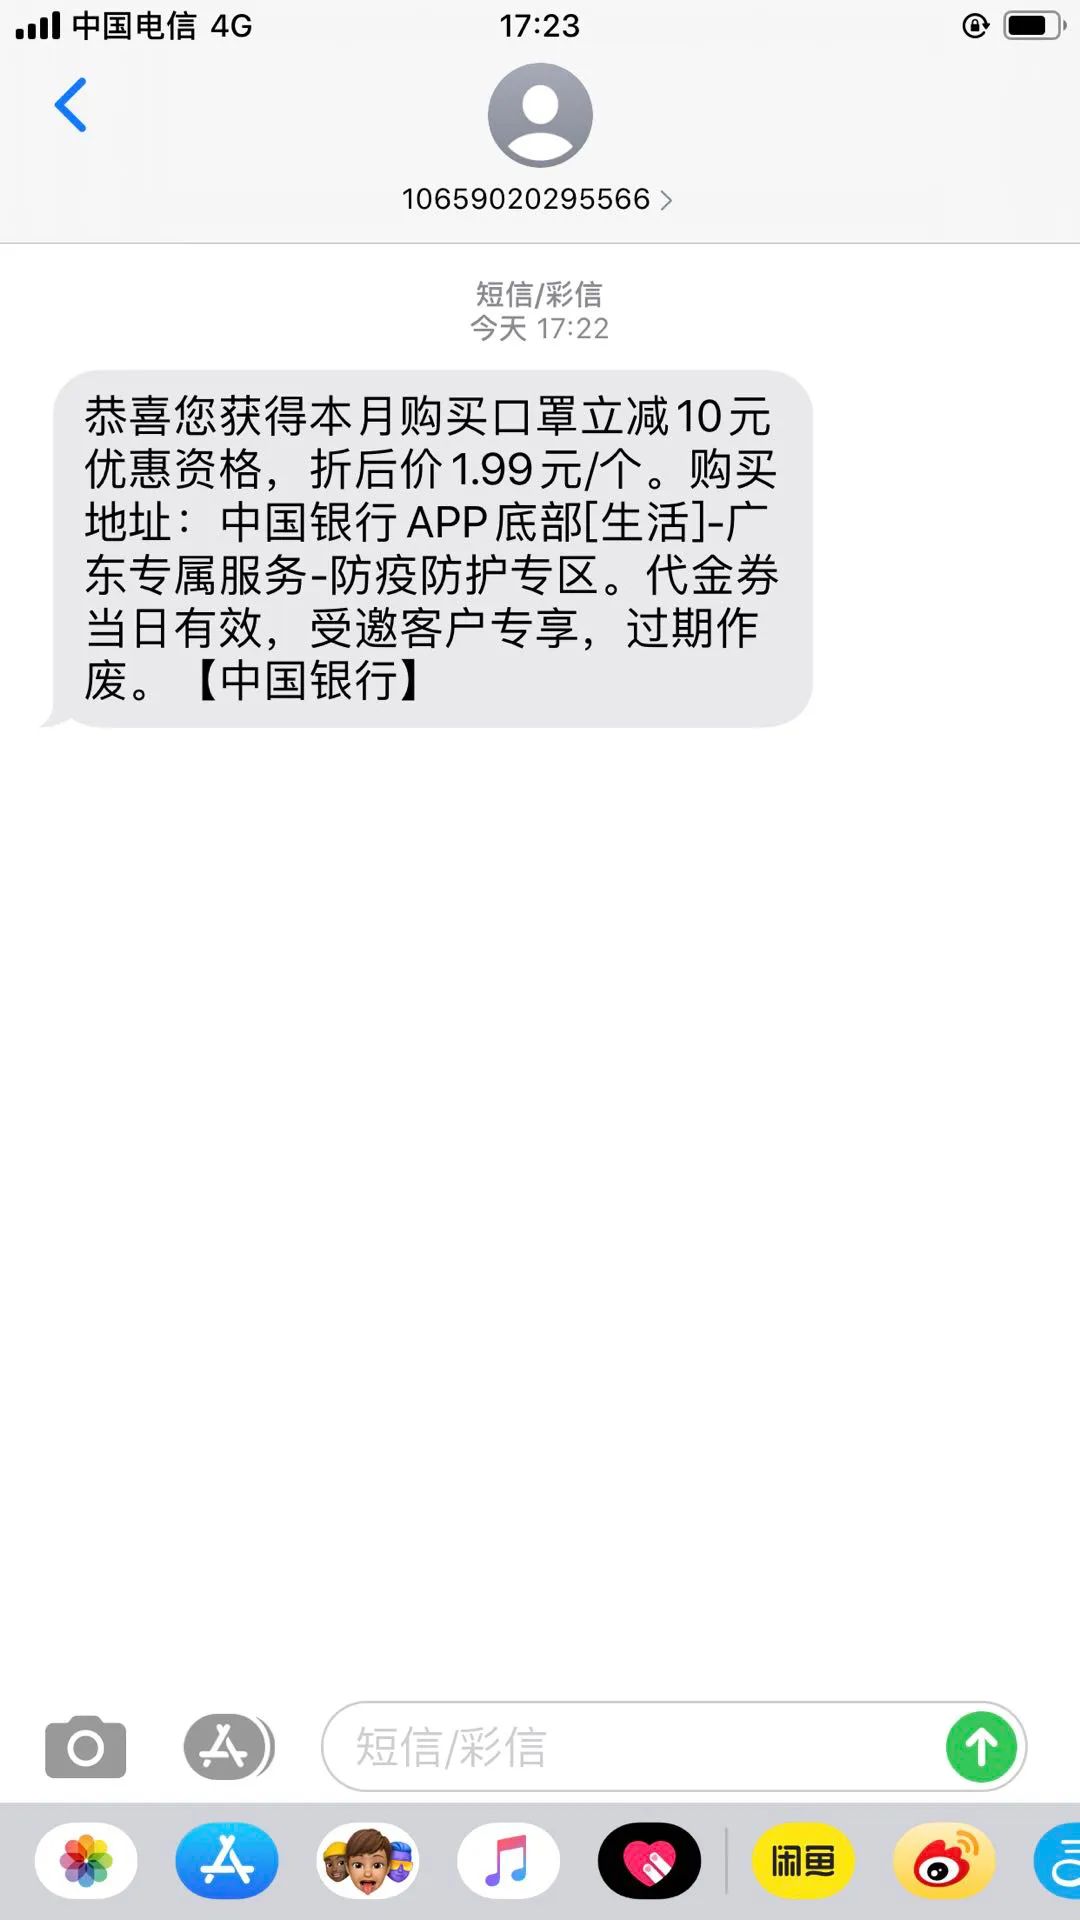 中国电信 4G
17:23
10659020295566
短信/彩信
今天 17:22
恭喜您获得本月购买口罩立减10元
优惠资格，折后价1.99元/个。购买
地址：中国银行APP底部[生活]-广
东专属服务-防疫防护专区。代金券
当日有效，受邀客户专享，过期作
废。【中国银行】
短信/彩信
闲鱼